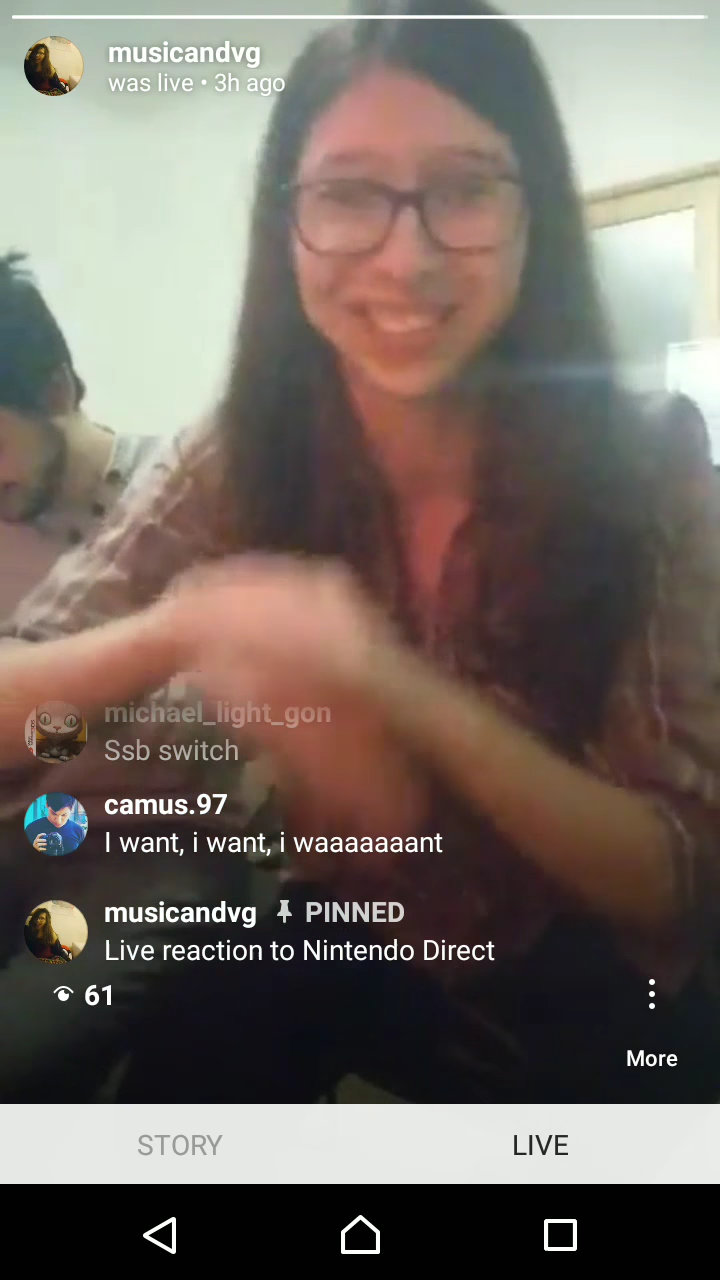 musicandvg
was live • 3h ago
michael_light_gon
Ssb switch
camus.97
I want, i want, i waaaaaaant
musicandvg PINNED
Live reaction to Nintendo Direct
61
More
STORY LIVE